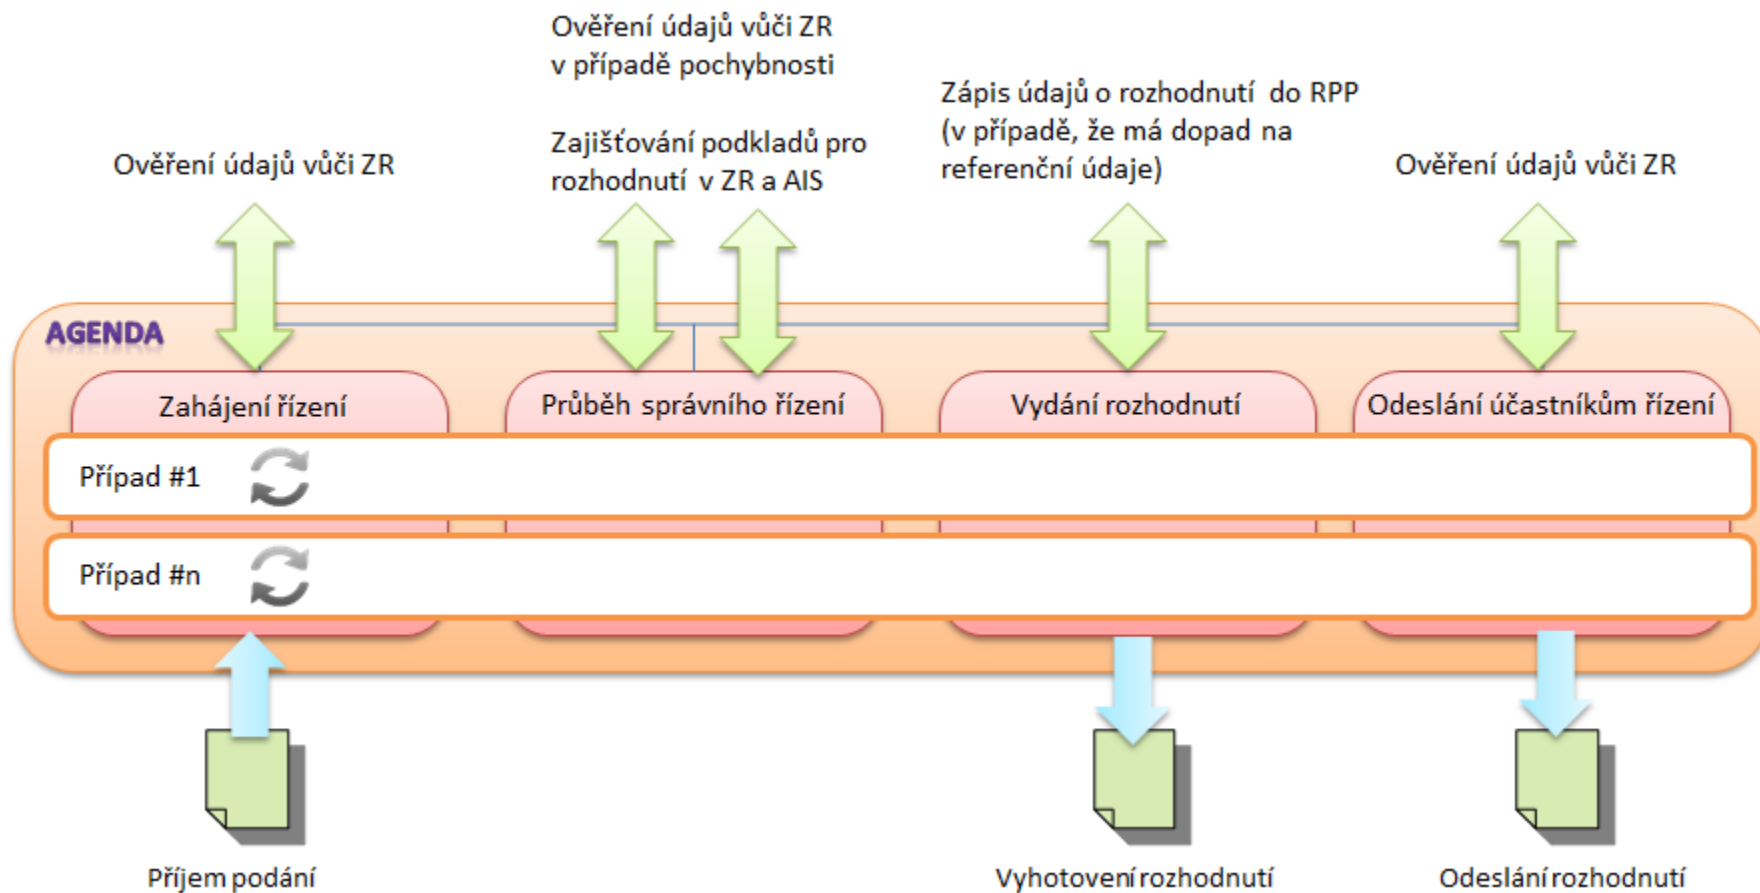 Ověření údajů vůči ZR
v případě pochybnosti
Zajišťování podkladů pro
rozhodnutí v ZR a AIS
Zápis údajů o rozhodnutí do RPP
(v případě, že má dopad na
referenční údaje)
Ověření údajů vůči ZR
Ověření údajů vůči ZR
AGENDA
Zahájení řízení
Průběh správního řízení
Vydání rozhodnutí
Odeslání účastníkům řízení
Případ #1
Případ #n
Příjem podání
Vyhotovení rozhodnutí
Odeslání rozhodnutí